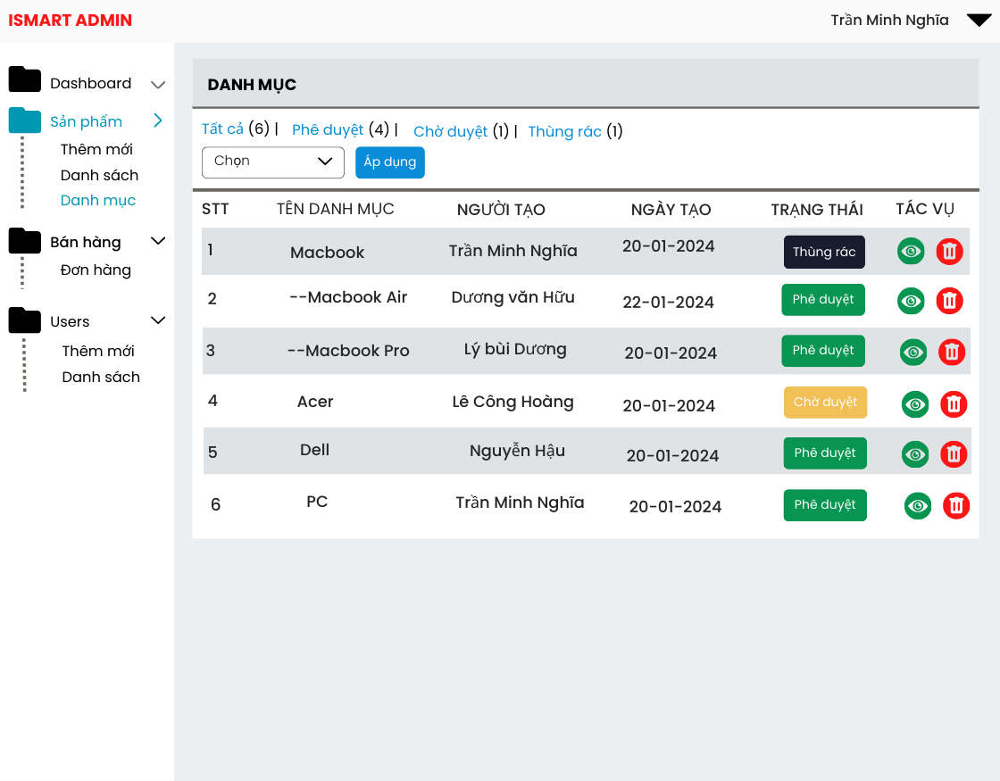 ISMART ADMIN
Trần Minh Nghĩa
Dashboard
Sản phẩm
Thêm mới
Danh sách
Danh mục
Bán hàng
Đơn hàng
Users
Thêm mới
Danh sách
DANH MỤC
Tất cả (6) | Phê duyệt (4) | Chờ duyệt (1) | Thùng rác (1)
Chọn Áp dụng
STT TÊN DANH MỤC NGƯỜI TẠO NGÀY TẠO TRẠNG THÁI TÁC VỤ
1 Macbook Trần Minh Nghĩa 20-01-2024 Thùng rác
2 --Macbook Air Dương văn Hữu 22-01-2024 Phê duyệt
3 --Macbook Pro Lý bùi Dương 20-01-2024 Phê duyệt
4 Acer Lê Công Hoàng 20-01-2024 Chờ duyệt
5 Dell Nguyễn Hậu 20-01-2024 Phê duyệt
6 PC Trần Minh Nghĩa 20-01-2024 Phê duyệt